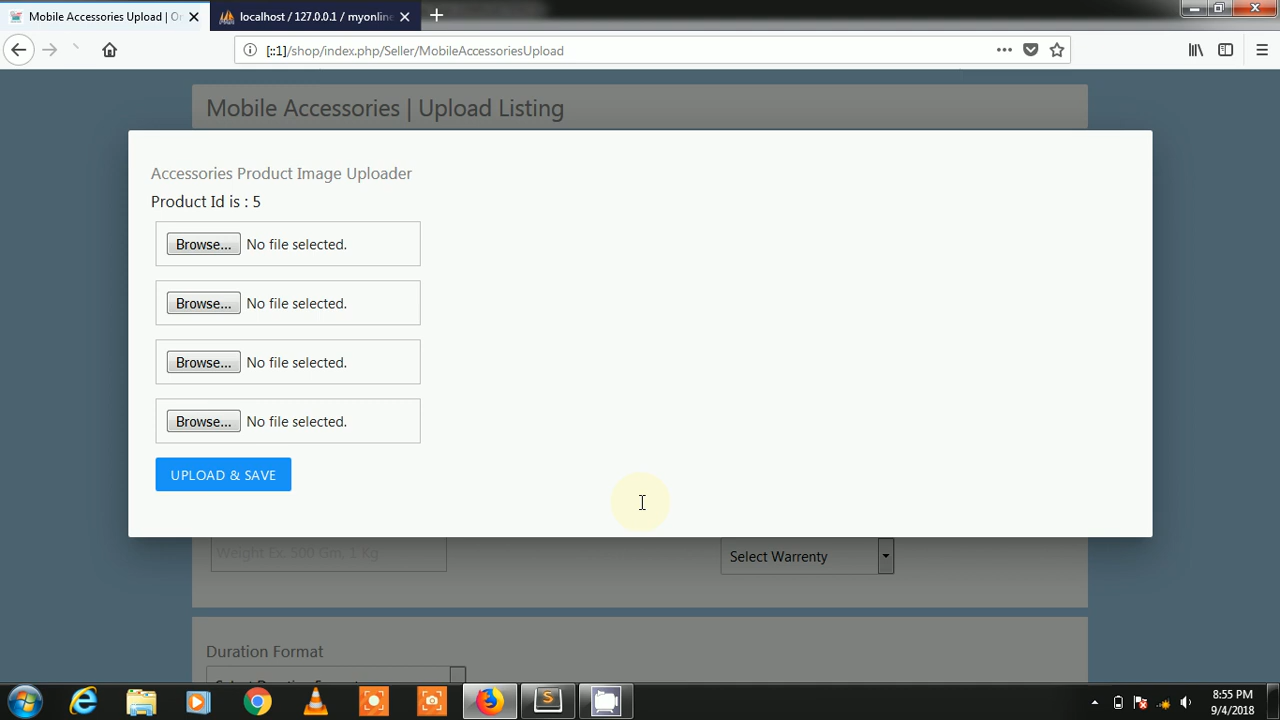 Mobile Accessories Upload | On
localhost / 127.0.0.1 / myonline
[::1]/shop/index.php/Seller/MobileAccessoriesUpload
Mobile Accessories | Upload Listing
Accessories Product Image Uploader
Product Id is : 5
Browse... No file selected.
Browse... No file selected.
Browse... No file selected.
Browse... No file selected.
UPLOAD & SAVE
Weight Ex. 500 Gm, 1 Kg
Select Warrenty
Duration Format
8:55 PM
9/4/2018